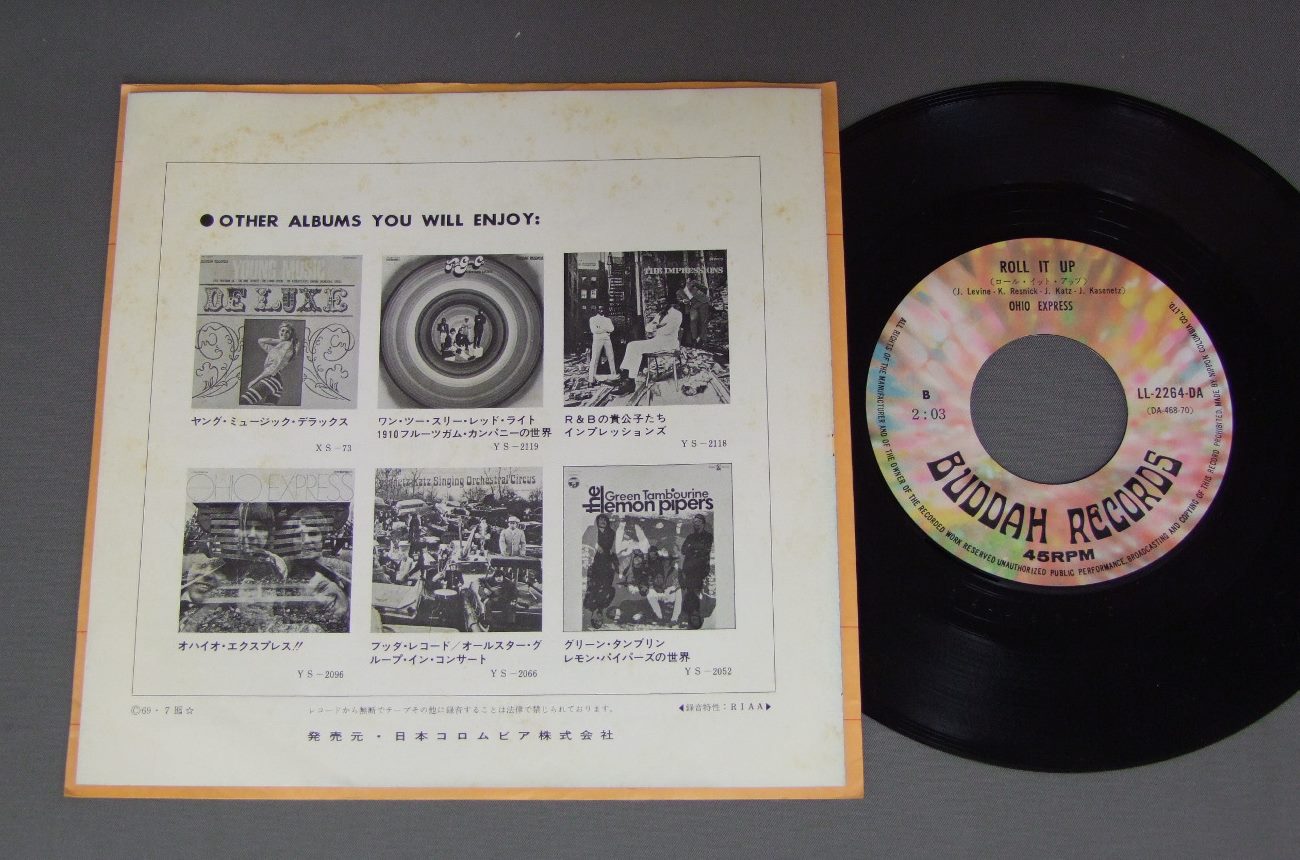 ●OTHER ALBUMS YOU WILL ENJOY:
YOUNG MUSIC
DE LUXE
THE IMPRESSIONS
ヤング・ミュージック・デラックス
XS-73
ワン・ツー・スリー・レッド・ライト
1910フルーツガム・カンパニーの世界
YS-2119
R&Bの貴公子たち
インプレッションズ
YS-2118
OHIO EXPRESS
Katz Singing Orchestral Circus
Green Tambourine
the lemon pipers
オハイオ・エクスプレス!!
YS-2096
ブッダ・レコード/オールスター・グ
ループ・イン・コンサート
YS-2066
グリーン・タンブリン
レモン・パイパーズの世界
YS-2052
Ⓒ69・7
☆
レコードから無断でテープその他に録音することは法律で禁じられております。
◀録音特性:RIAA▶
発売元・日本コロムビア株式会社
ROLL IT UP
(ロール・イット・アップ)
(J. Levine - K. Resnick - J. Katz - J. Kasenetz)
OHIO EXPRESS
B
2:03
LL-2264-DA
(DA-468-70)
BUDDAH RECORDS
45RPM
ALL RIGHTS OF THE MANUFACTURER AND OF THE OWNER OF THE RECORDED WORK RESERVED UNAUTHORIZED PUBLIC PERFORMANCE, BROADCASTING AND COPYING OF THIS RECORD PROHIBITED. MADE BY NIPPON COLUMBIA CO., LTD.